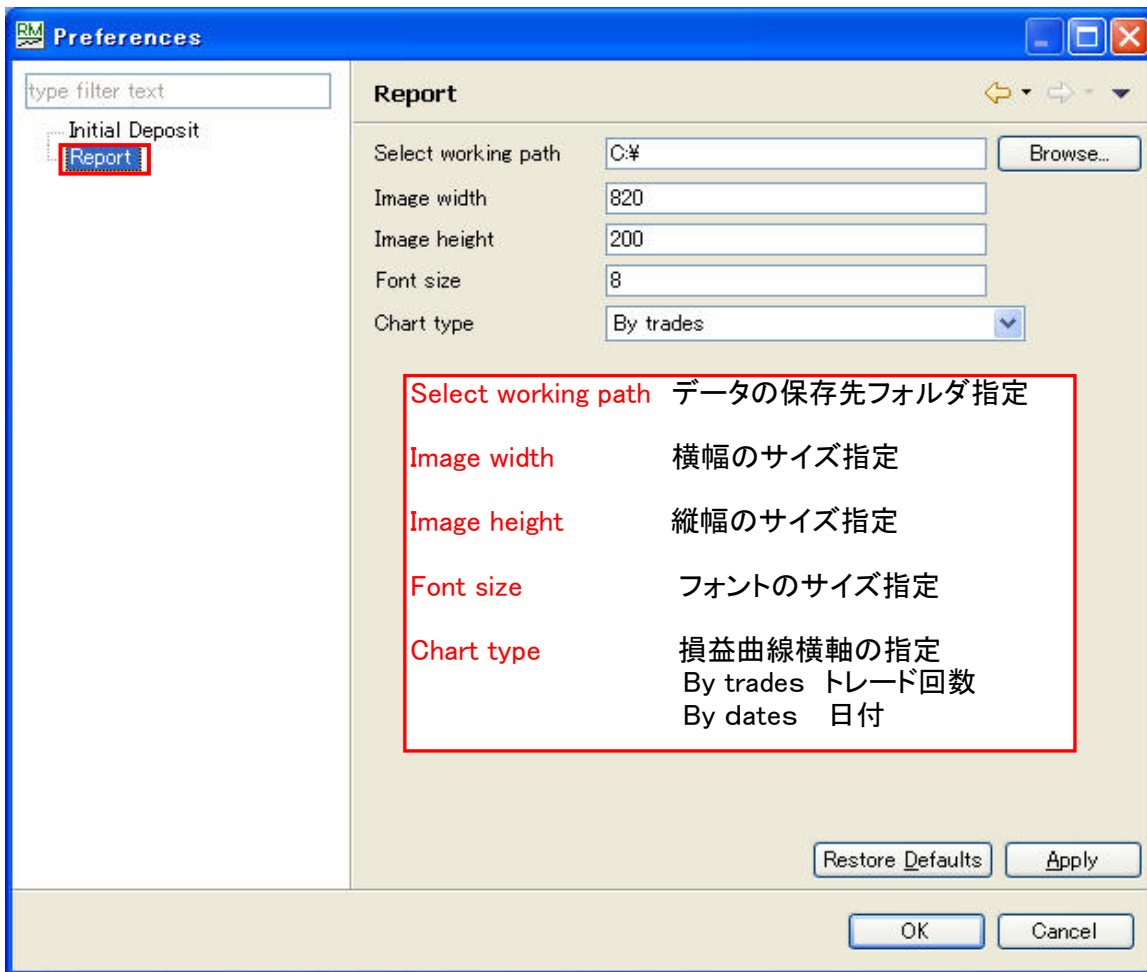 Preferences
type filter text
Initial Deposit
Report
Report
Select working path C:¥ Browse...
Image width 820
Image height 200
Font size 8
Chart type By trades
Select working path データの保存先フォルダ指定
Image width 横幅のサイズ指定
Image height 縦幅のサイズ指定
Font size フォントのサイズ指定
Chart type 損益曲線横軸の指定
By trades トレード回数
By dates 日付
Restore Defaults Apply
OK Cancel